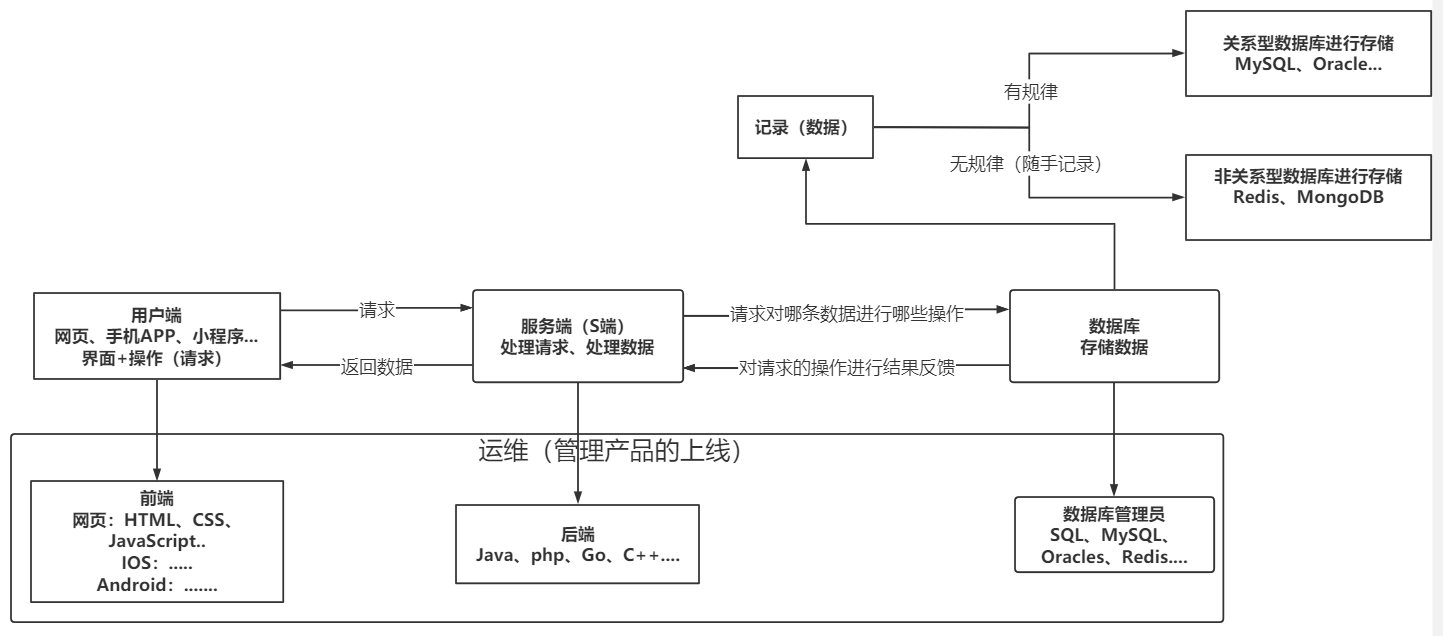 关系型数据库进行存储
MySQL、Oracle...
有规律
记录（数据）
无规律（随手记录）
非关系型数据库进行存储
Redis、MongoDB
用户端
网页、手机APP、小程序...
界面+操作（请求）
请求
返回数据
服务端（S端）
处理请求、处理数据
请求对哪条数据进行哪些操作
对请求的操作进行结果反馈
数据库
存储数据
运维（管理产品的上线）
前端
网页：HTML、CSS、
JavaScript..
IOS：.....
Android：.......
后端
Java、php、Go、C++....
数据库管理员
SQL、MySQL、
Oracles、Redis....